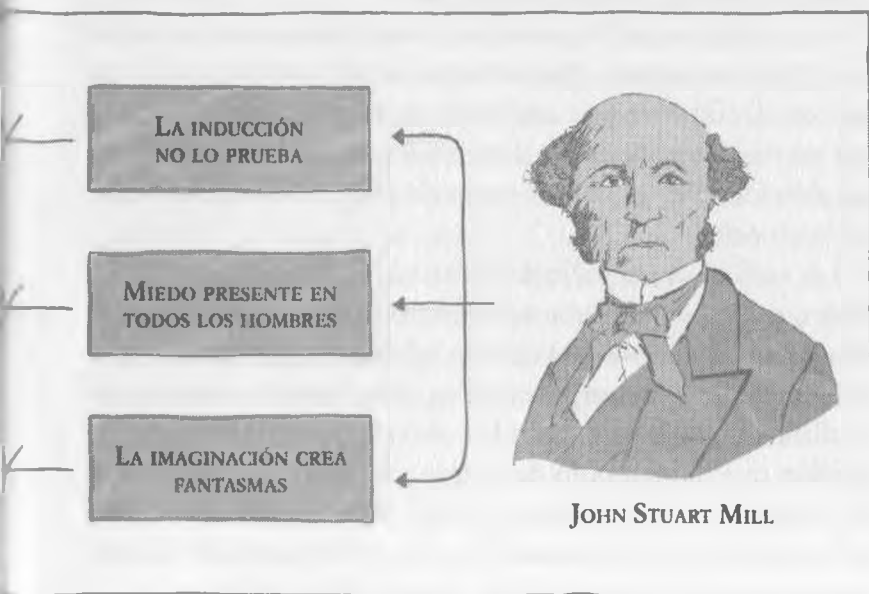 LA INDUCCIÓN
NO LO PRUEBA
MIEDO PRESENTE EN
TODOS LOS HOMBRES
LA IMAGINACIÓN CREA
FANTASMAS
JOHN STUART MILL